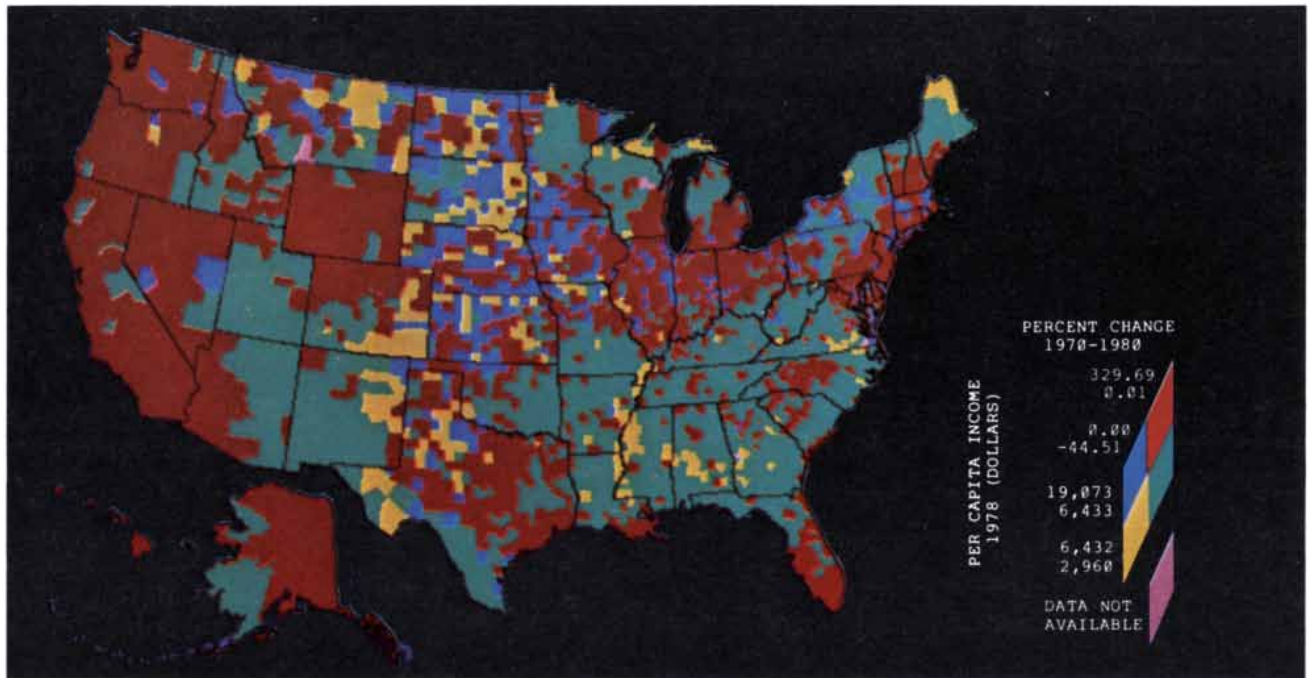 PERCENT CHANGE
1970-1980
329.69
0.01
0.00
-44.51
19,073
6,433
6,432
2,960
DATA NOT
AVAILABLE
PER CAPITA INCOME
1978 (DOLLARS)